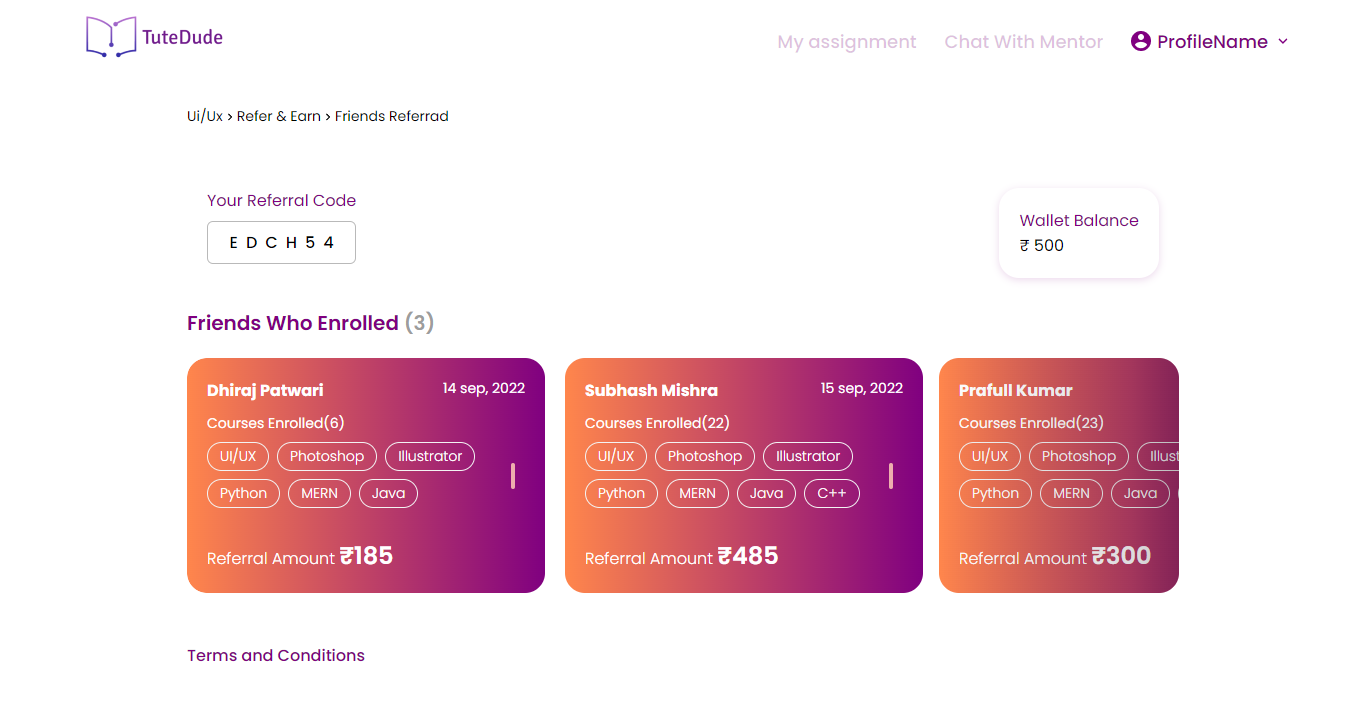 TuteDude
My assignment
Chat With Mentor
ProfileName
Ui/Ux > Refer & Earn > Friends Referrad
Your Referral Code
EDCH54
Wallet Balance
₹ 500
Friends Who Enrolled (3)
Dhiraj Patwari
14 sep, 2022
Courses Enrolled(6)
UI/UX Photoshop Illustrator
Python MERN Java
Referral Amount ₹185
Subhash Mishra
15 sep, 2022
Courses Enrolled(22)
UI/UX Photoshop Illustrator
Python MERN Java C++
Referral Amount ₹485
Prafull Kumar
Courses Enrolled(23)
UI/UX Photoshop Illust
Python MERN Java
Referral Amount ₹300
Terms and Conditions